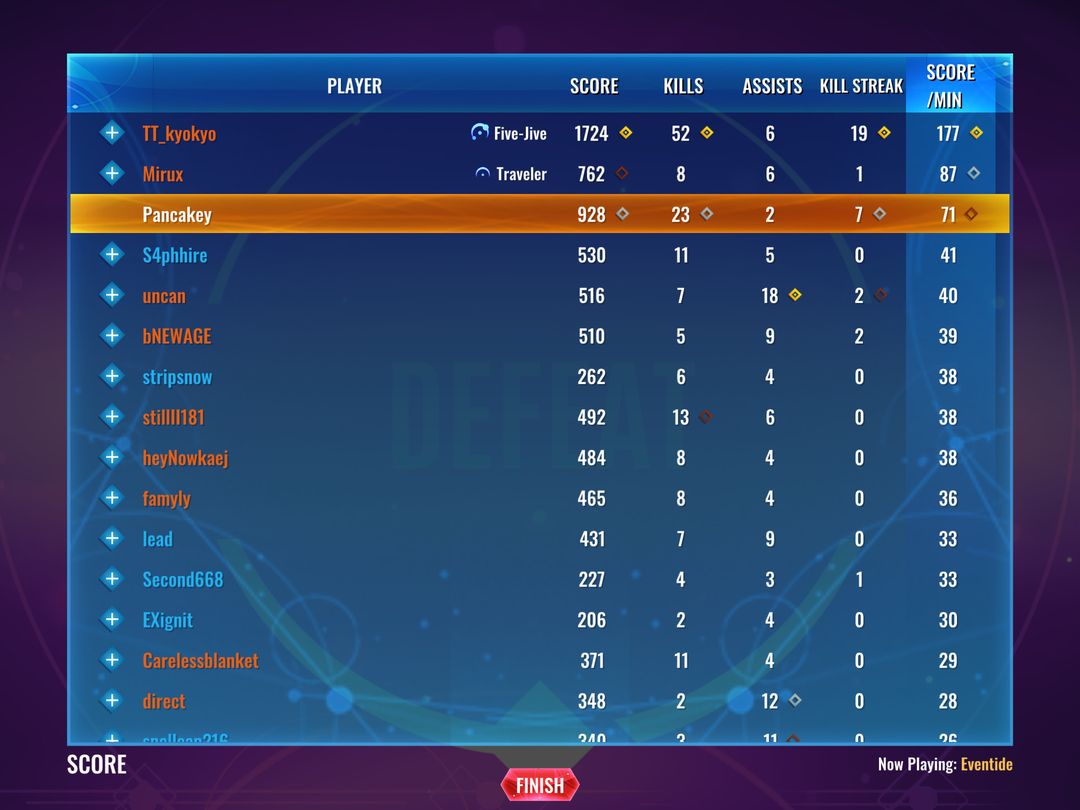 PLAYER SCORE KILLS ASSISTS KILL STREAK SCORE /MIN
TT_kyokyo Five-Jive 1724 52 6 19 177
Mirux Traveler 762 8 6 1 87
Pancakey 928 23 2 7 71
S4phhire 530 11 5 0 41
uncan 516 7 18 2 40
bNEWAGE 510 5 9 2 39
stripsnow 262 6 4 0 38
492 13 6 0 38
heyNowkaej 484 8 4 0 38
famyly 465 8 4 0 36
lead 431 7 9 0 33
Second668 227 4 3 1 33
EXignit 206 2 4 0 30
Carelessblanket 371 11 4 0 29
direct 348 2 12 0 28
DEFEAT
SCORE
Now Playing: Eventide
FINISH